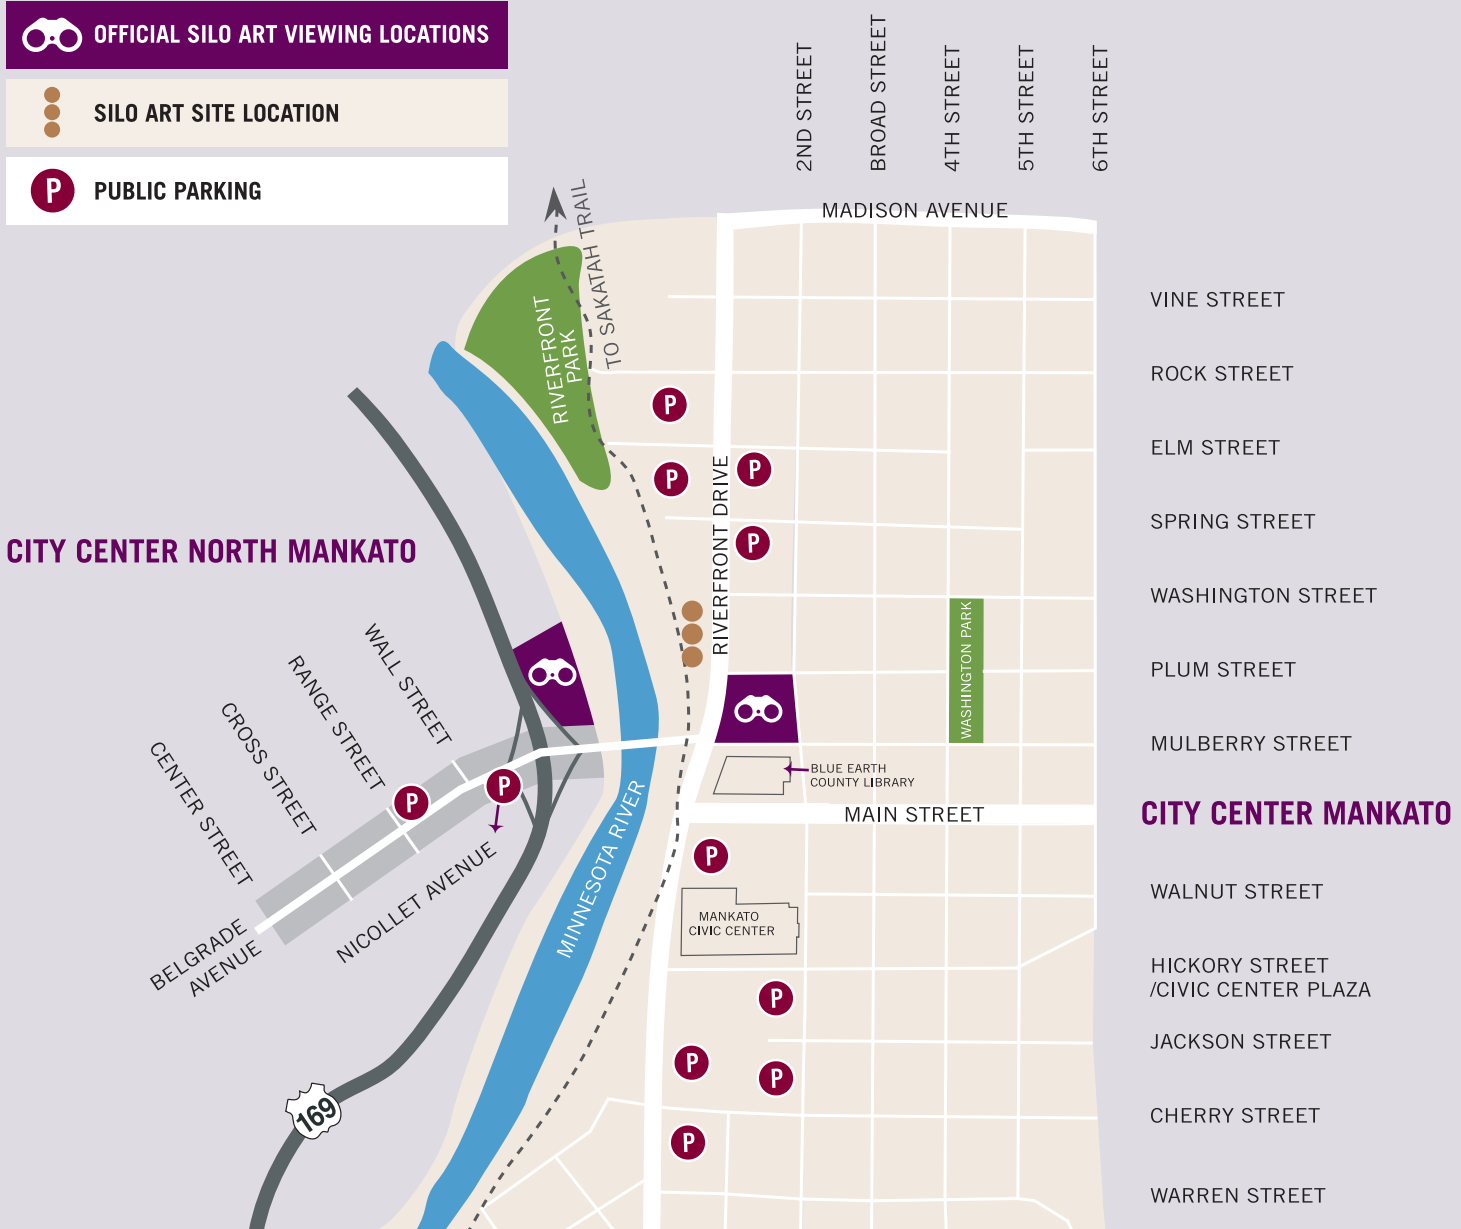 OFFICIAL SILO ART VIEWING LOCATIONS
SILO ART SITE LOCATION
P
PUBLIC PARKING
2ND STREET
BROAD STREET
4TH STREET
5TH STREET
6TH STREET
MADISON AVENUE
TO SAKATAH TRAIL
RIVERFRONT
PARK
VINE STREET
ROCK STREET
P
ELM STREET
P
P
RIVERFRONT DRIVE
SPRING STREET
P
CITY CENTER NORTH MANKATO
WASHINGTON STREET
WASHINGTON PARK
PLUM STREET
WALL STREET
RANGE STREET
CROSS STREET
CENTER STREET
MULBERRY STREET
BLUE EARTH
COUNTY LIBRARY
P
P
MAIN STREET
CITY CENTER MANKATO
NICOLLET AVENUE
BELGRADE
AVENUE
MINNESOTA RIVER
P
WALNUT STREET
MANKATO
CIVIC CENTER
HICKORY STREET
/CIVIC CENTER PLAZA
P
JACKSON STREET
P
P
169
CHERRY STREET
P
WARREN STREET